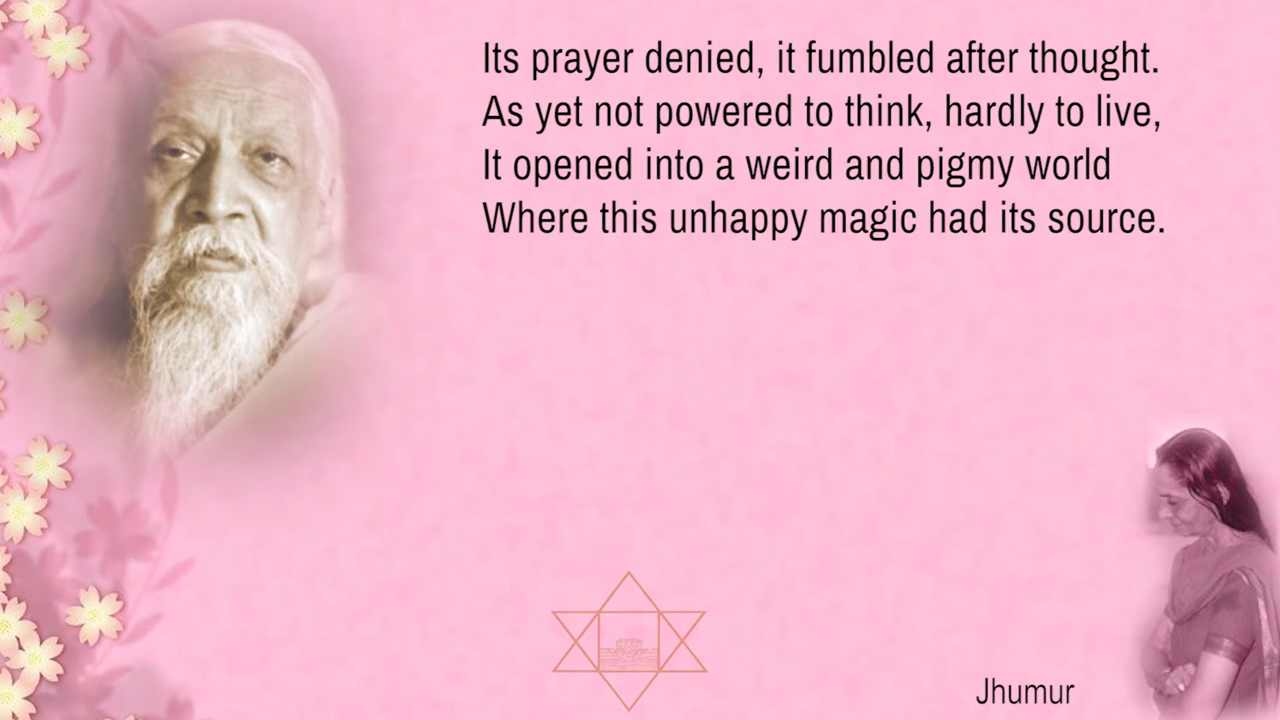 Its prayer denied, it fumbled after thought.
As yet not powered to think, hardly to live,
It opened into a weird and pigmy world
Where this unhappy magic had its source.
Jhumur